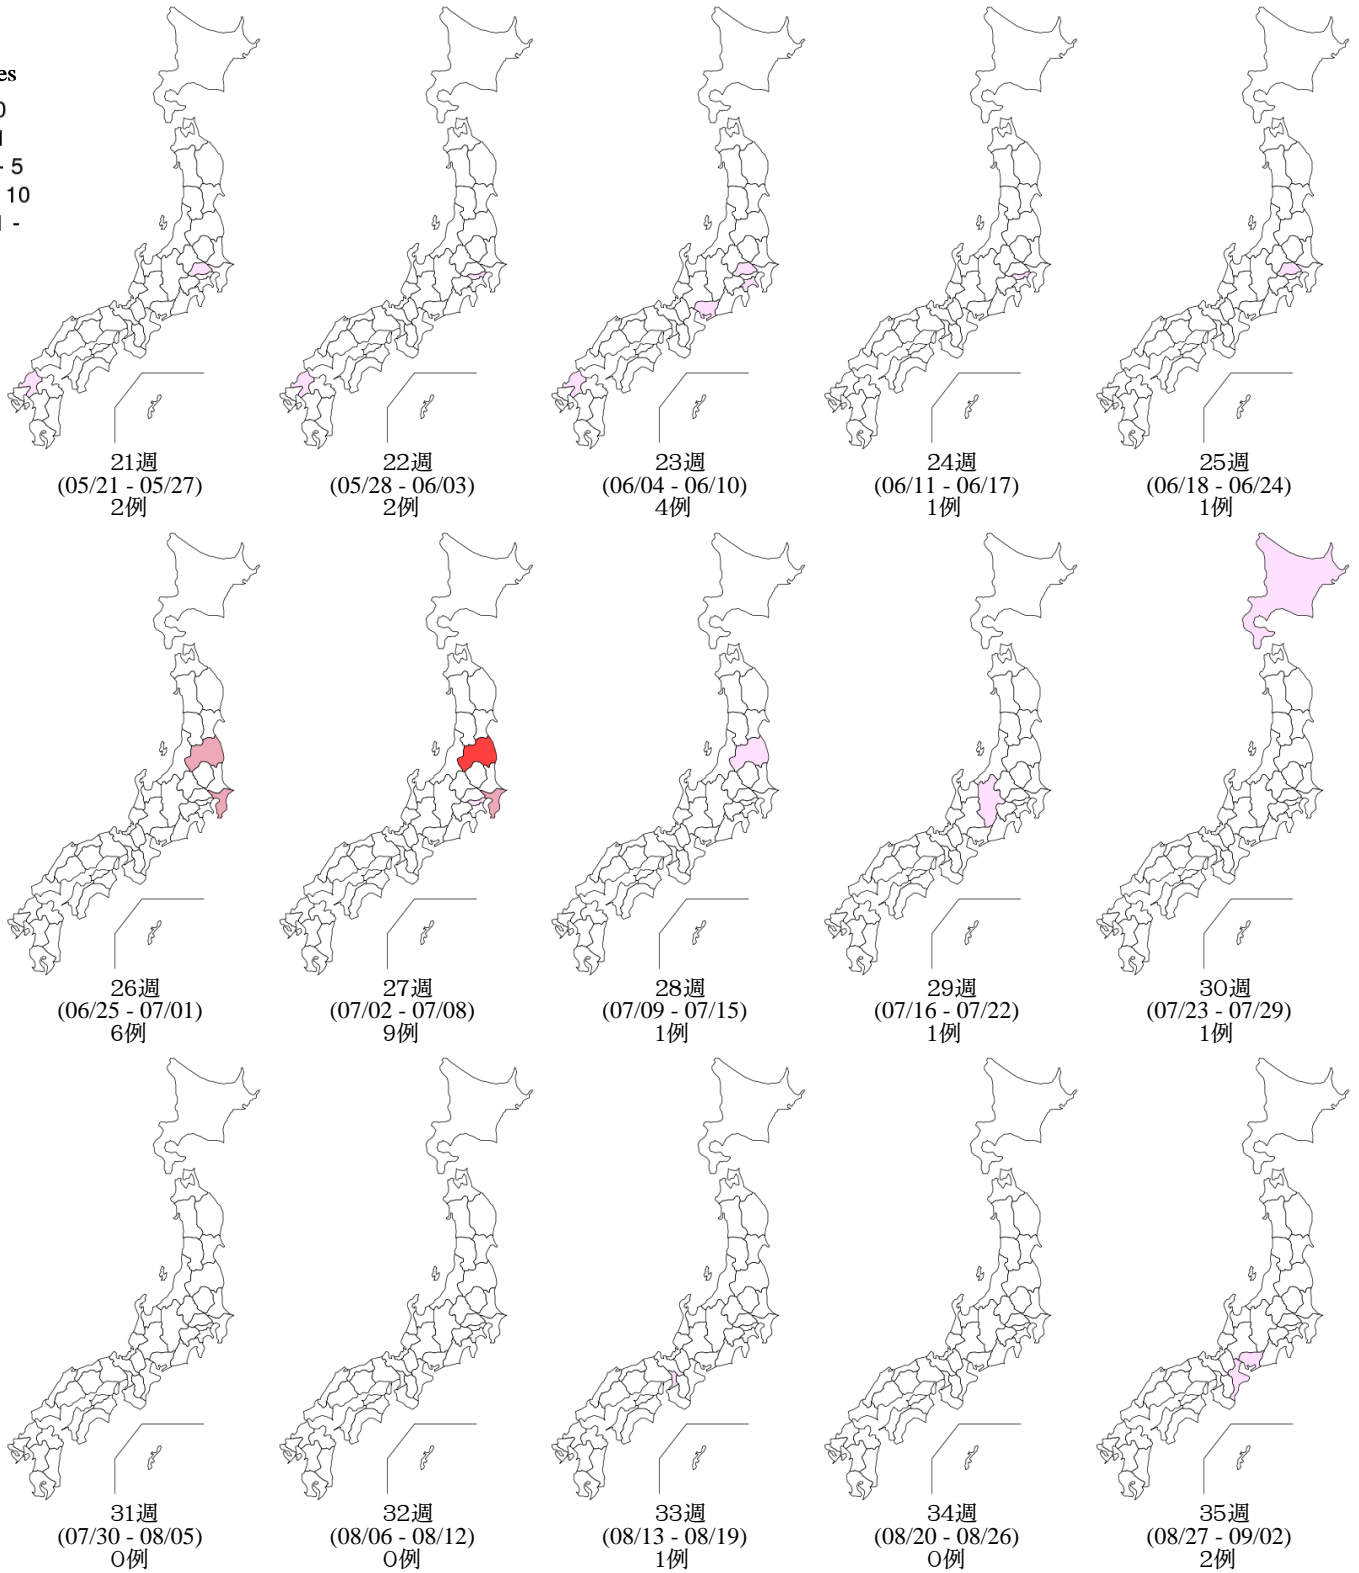 es
0
1
- 5
10
1 -
21週
(05/21 - 05/27)
2例
22週
(05/28 - 06/03)
2例
23週
(06/04 - 06/10)
4例
24週
(06/11 - 06/17)
1例
25週
(06/18 - 06/24)
1例
26週
(06/25 - 07/01)
6例
27週
(07/02 - 07/08)
9例
28週
(07/09 - 07/15)
1例
29週
(07/16 - 07/22)
1例
30週
(07/23 - 07/29)
1例
31週
(07/30 - 08/05)
0例
32週
(08/06 - 08/12)
0例
33週
(08/13 - 08/19)
1例
34週
(08/20 - 08/26)
0例
35週
(08/27 - 09/02)
2例